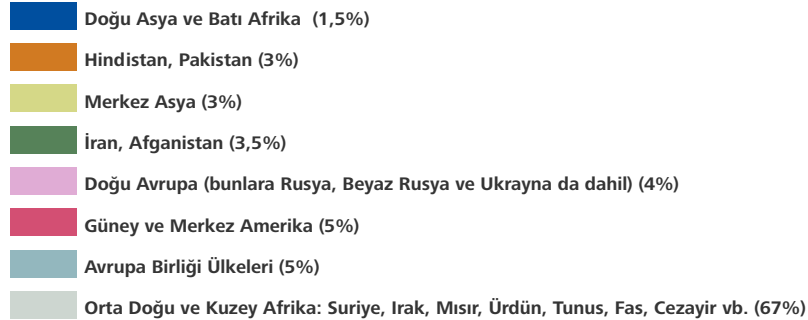 Doğu Asya ve Batı Afrika  (1,5%)
Hindistan, Pakistan (3%)
Merkez Asya (3%)
İran, Afganistan (3,5%)
Doğu Avrupa (bunlara Rusya, Beyaz Rusya ve Ukrayna da dahil) (4%)
Güney ve Merkez Amerika (5%)
Avrupa Birliği Ülkeleri (5%)
Orta Doğu ve Kuzey Afrika: Suriye, Irak, Mısır, Ürdün, Tunus, Fas, Cezayir vb. (67%)